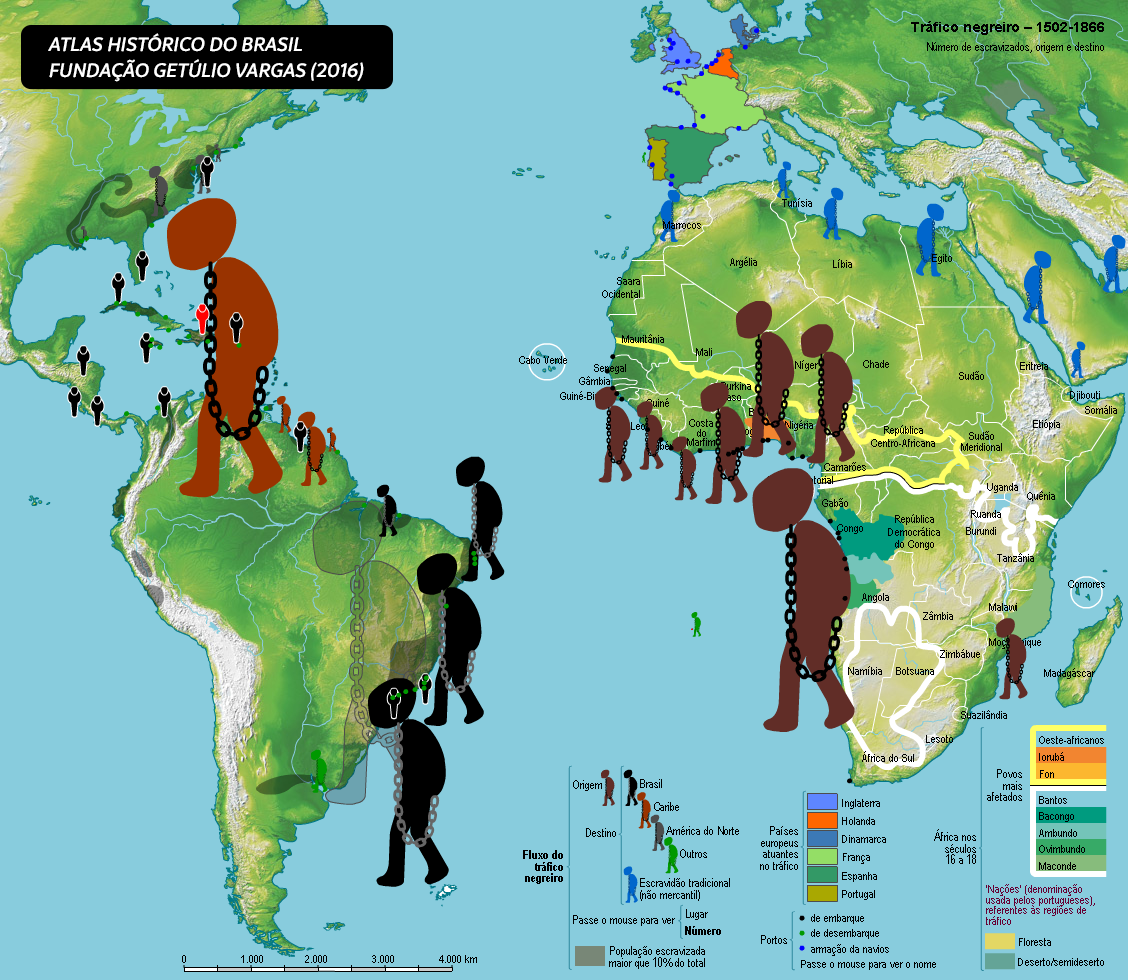 ATLAS HISTÓRICO DO BRASIL
FUNDAÇÃO GETÚLIO VARGAS (2016)
Tráfico negreiro – 1502-1866
Número de escravizados, origem e destino
Tunísia
Marrocos
Argélia
Líbia
Egito
Saara
Ocidental
Mauritânia
Mali
Níger
Chade
Sudão
Eritreia
Cabo Verde
Senegal
Gâmbia
Guiné-Bi
Guiné
Burkina
Djibouti
Somália
Etiópia
Costa
do
Marfim
Nigéria
República
Centro-Africana
Sudão
Meridional
Camarões
torial
Gabão
Congo
República
Democrática
do Congo
Uganda
Quênia
Ruanda
Burundi
Tanzânia
Comores
Angola
Zâmbia
Malawi
Zimbábue
Madagascar
Namíbia
Botsuana
Suazilândia
Lesoto
África do Sul
Fluxo do
tráfico
negreiro
Origem
Destino
Brasil
Caribe
América do Norte
Outros
Escravidão tradicional
(não mercantil)
Passe o mouse para ver
Lugar
Número
População escravizada
maior que 10% do total
Países
europeus
atuantes
no tráfico
Inglaterra
Holanda
Dinamarca
França
Espanha
Portugal
Portos
de embarque
de desembarque
armação da navios
Passe o mouse para ver o nome
África nos
séculos
16 a 18
Povos
mais
afetados
Oeste-africanos
Iorubá
Fon
Bantos
Bacongo
Ambundo
Ovimbundo
Maconde
'Nações' (denominação
usada pelos portugueses),
referentes às regiões de
tráfico
Floresta
Deserto/semideserto
0 1.000 2.000 3.000 4.000 km